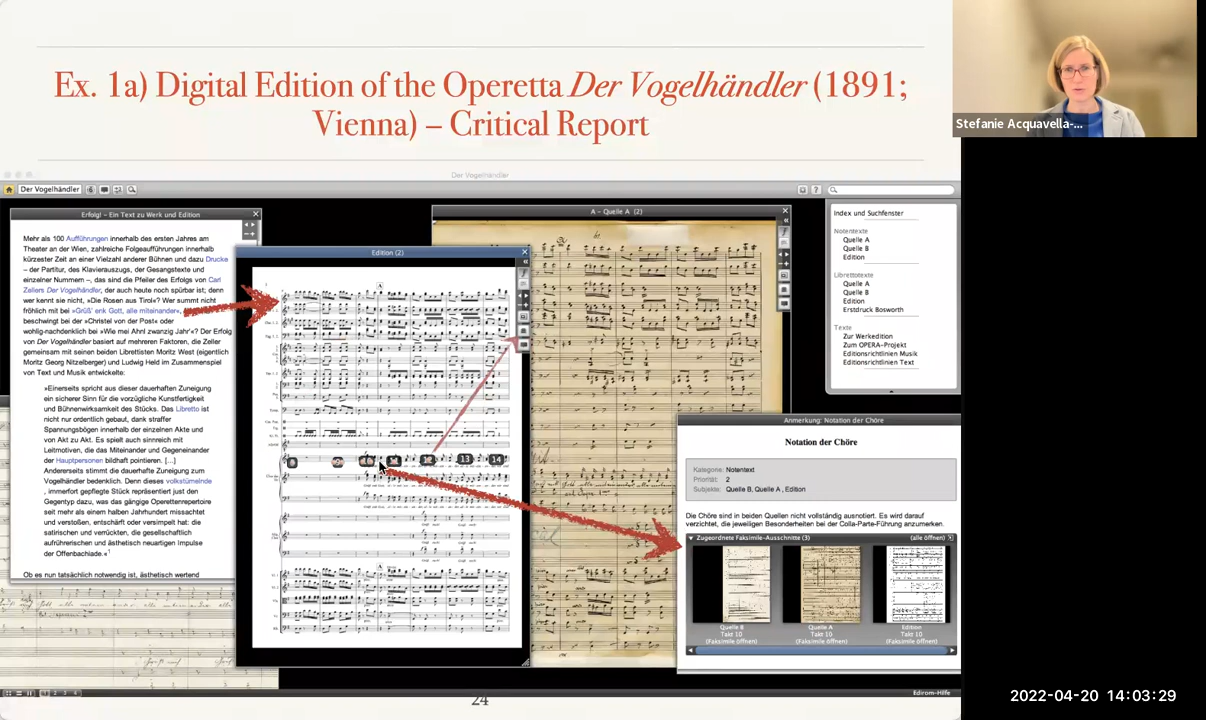 Ex. 1a) Digital Edition of the Operetta Der Vogelhändler (1891;
Vienna) – Critical Report
Stefanie Acquavella-...
Der Vogelhändler
Der Vogelhändler
Erfolg! – Ein Text zu Werk und Edition
Mehr als 100 Aufführungen innerhalb des ersten Jahres am
Theater an der Wien, zahlreiche Folgeaufführungen innerhalb
kürzester Zeit an einer Vielzahl anderer Bühnen und dazu Drucke
– der Partitur, des Klavierauszugs, der Gesangstexte und
einzelner Nummern –, das sind die Pfeiler des Erfolgs von Carl
Zellers Der Vogelhändler, der auch heute noch spürbar ist; denn
wer kennt sie nicht, »Die Rosen aus Tirol«? Wer summt nicht
fröhlich mit bei »Grüß' enk Gott, alle miteinander«,
beschwingt bei der »Christel von der Post« oder
wehlig-nachdenklich bei »Wie mei Ahnl zwanzig Jahr'«? Der Erfolg
von Der Vogelhändler basiert auf mehreren Faktoren, die Zeller
gemeinsam mit seinen beiden Librettisten Moritz West (eigentlich
Moritz Georg Nitzelberger) und Ludwig Held im Zusammenspiel
von Text und Musik entwickelte:
»Einerseits spricht aus dieser dauerhaften Zuneigung
ein sicherer Sinn für die vorzügliche Kunstfertigkeit
und Bühnenwirksamkeit des Stücks. Das Libretto ist
nicht nur ordentlich gebaut, dank straffer
Spannungsbögen innerhalb der einzelnen Akte und
von Akt zu Akt. Es spielt auch sinnreich mit
Leitmotiven, die das Miteinander und Gegeneinander
der Hauptpersonen bildhaft pointieren. [...]
Andererseits stimmt die dauerhafte Zuneigung zum
Vogelhändler bedenklich. Denn dieses volkstümelnde
, immerfort gepflegte Stück repräsentiert just den
Gegentyp dazu, was das gängige Operettenrepertoire
seit mehr als einem halben Jahrhundert missachtet
und verstoßen, entschärft oder versimpelt hat: die
satirischen und verrückten, die gesellschaftlich
aufrührerischen und ästhetisch neuartigen Impulse
der Offenbachiade.«1
Ob es nun tatsächlich notwendig ist, ästhetisch wertend
Edition (2)
A
13
14
A
A – Quelle A (2)
Index und Suchfenster
Notentexte
Quelle A
Quelle B
Edition
Librettotexte
Quelle A
Quelle B
Edition
Erstdruck Bosworth
Texte
Zur Werkedition
Zum OPERA-Projekt
Editionsrichtlinien Musik
Editionsrichtlinien Text
Anmerkung: Notation der Chöre
Notation der Chöre
Kategorie: Notentext
Priorität: 2
Subjekte: Quelle B, Quelle A , Edition
Die Chöre sind in beiden Quellen nicht vollständig ausnotiert. Es wird darauf
verzichtet, die jeweiligen Besonderheiten bei der Colla-Parte-Führung anzumerken.
Zugeordnete Faksimile-Ausschnitte (3)
(alle öffnen)
Quelle B
Takt 10
(Faksimile öffnen)
Quelle A
Takt 10
(Faksimile öffnen)
Edition
Takt 10
(Faksimile öffnen)
1 2 3 4
Edirom-Hilfe
24
2022-04-20 14:03:29